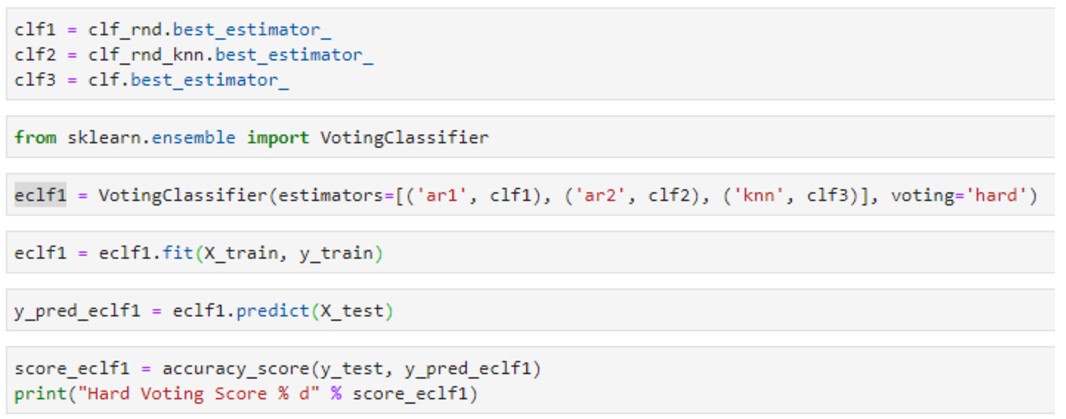 clf1 = clf_rnd.best_estimator_
clf2 = clf_rnd_knn.best_estimator_
clf3 = clf.best_estimator_
from sklearn.ensemble import VotingClassifier
eclf1 = VotingClassifier(estimators=[('ar1', clf1), ('ar2', clf2), ('knn', clf3)], voting='hard')
eclf1 = eclf1.fit(X_train, y_train)
y_pred_eclf1 = eclf1.predict(X_test)
score_eclf1 = accuracy_score(y_test, y_pred_eclf1)
print("Hard Voting Score % d" % score_eclf1)